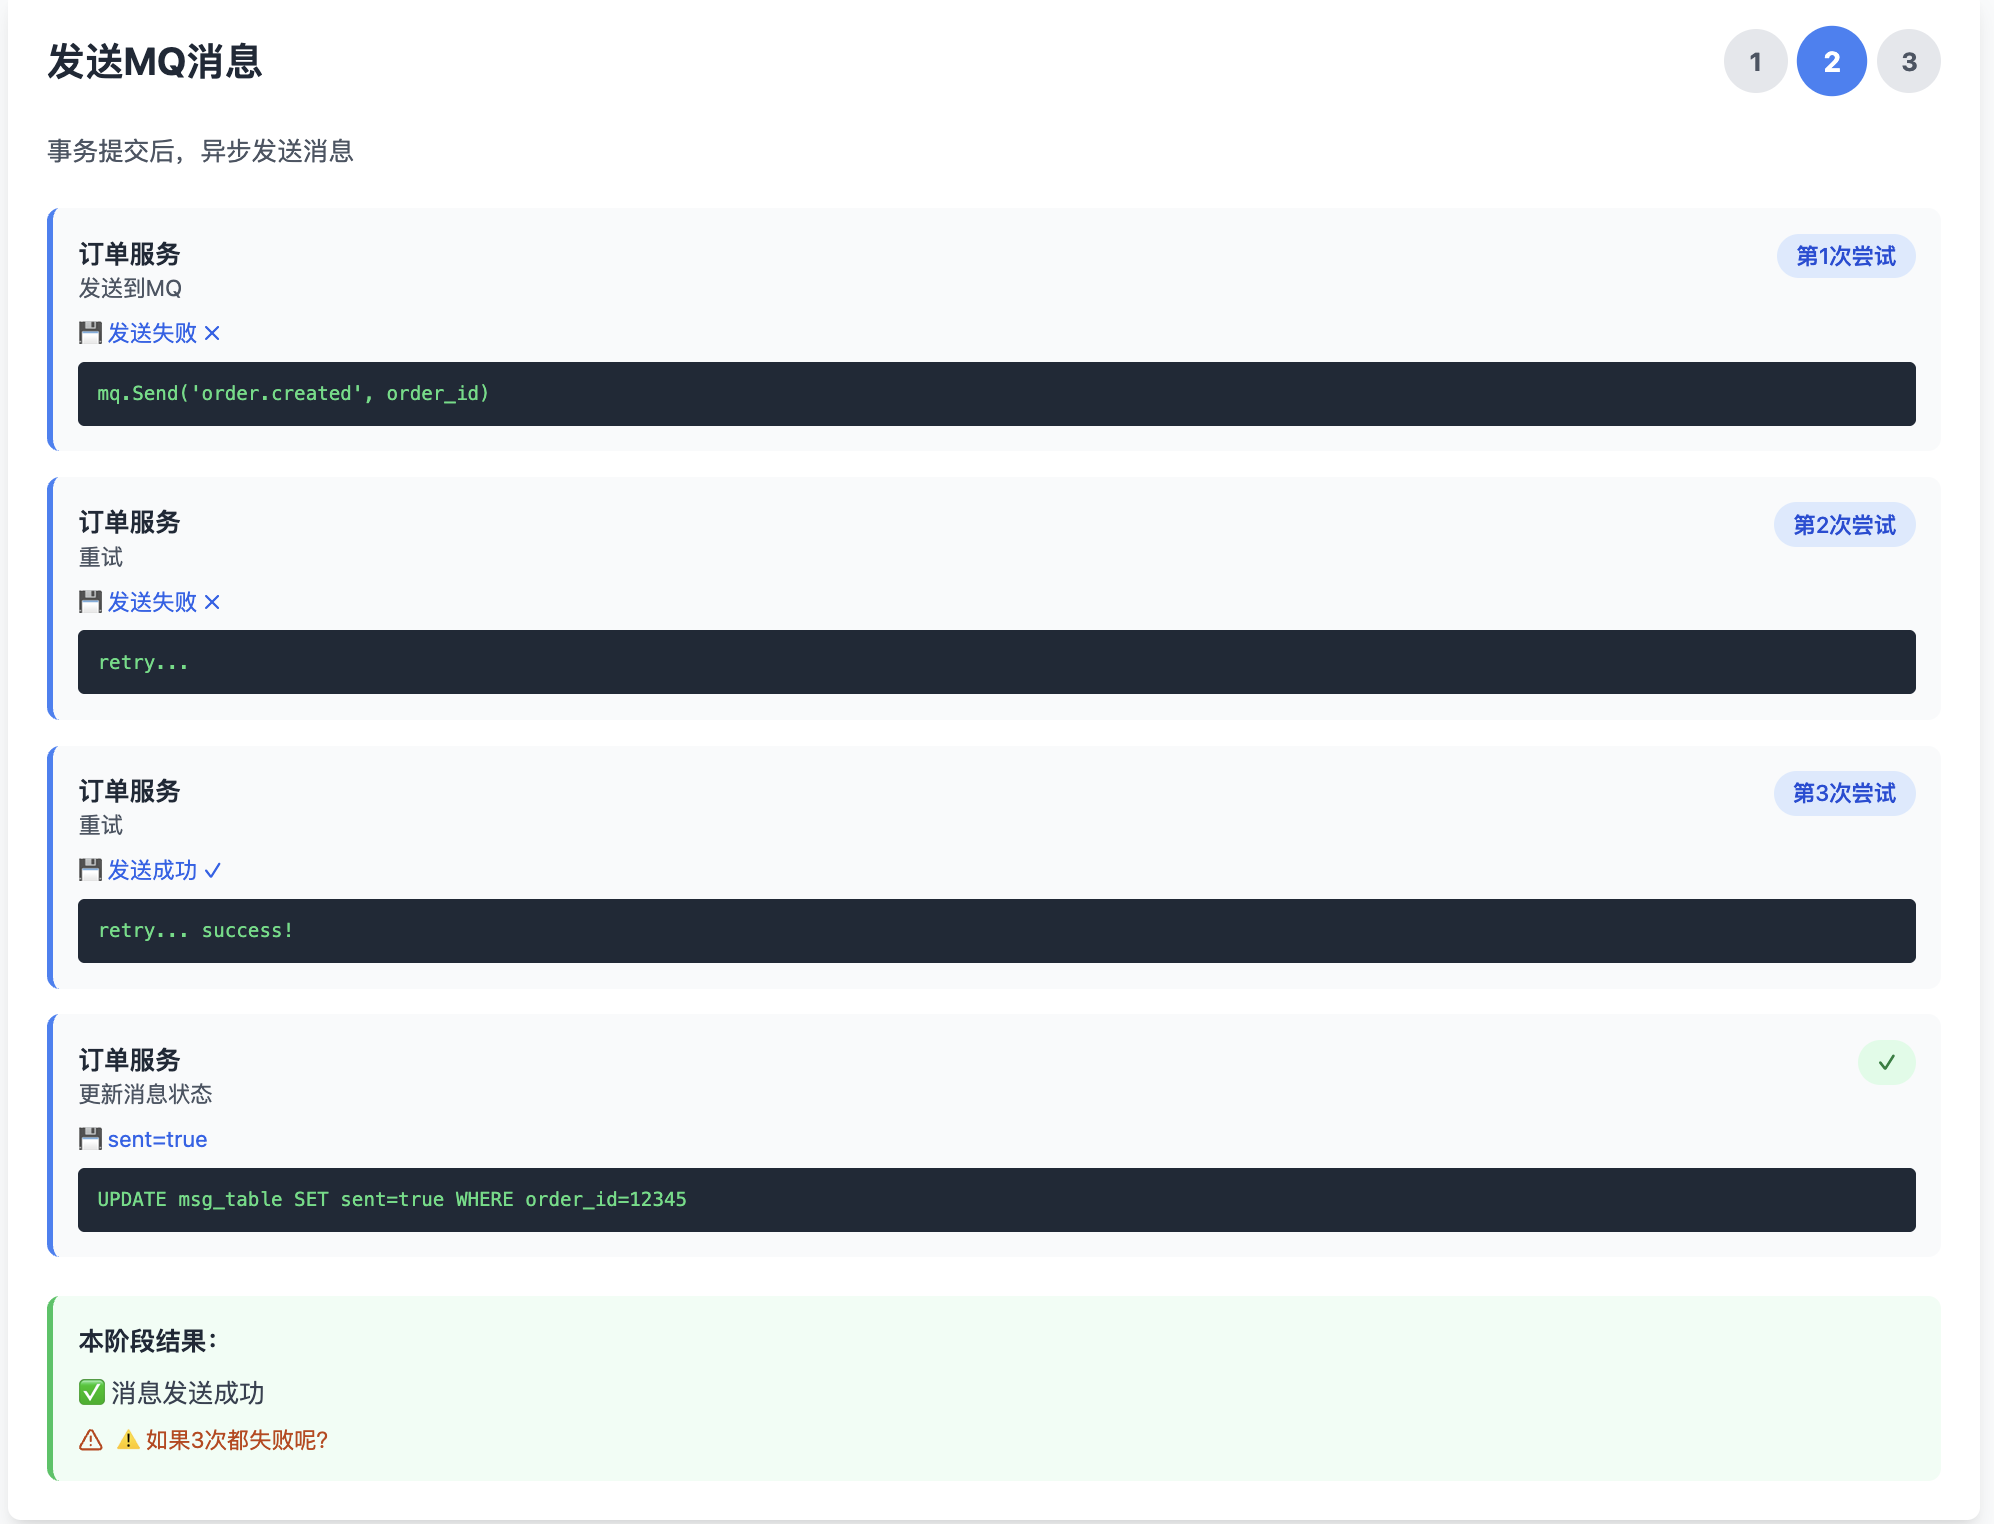 发送MQ消息
1 2 3
事务提交后，异步发送消息
订单服务
第1次尝试
发送到MQ
💾 发送失败 ✕
mq.Send('order.created', order_id)
订单服务
第2次尝试
重试
💾 发送失败 ✕
retry...
订单服务
第3次尝试
重试
💾 发送成功 ✓
retry... success!
订单服务
✓
更新消息状态
💾 sent=true
UPDATE msg_table SET sent=true WHERE order_id=12345
本阶段结果：
✅ 消息发送成功
⚠ ⚠️ 如果3次都失败呢?